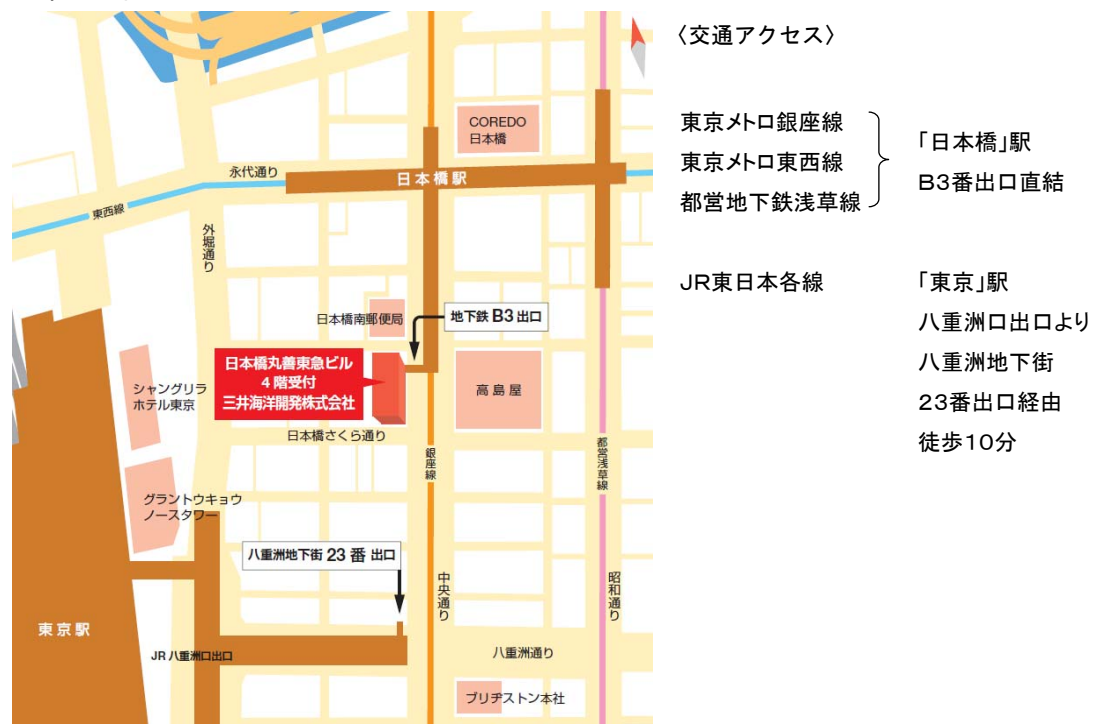 〈交通アクセス〉
東京メトロ銀座線
東京メトロ東西線
都営地下鉄浅草線
「日本橋」駅
B3番出口直結
JR東日本各線
「東京」駅
八重洲口出口より
八重洲地下街
23番出口経由
徒歩10分
COREDO
日本橋
永代通り
日本橋駅
東西線
外堀通り
日本橋南郵便局
地下鉄 B3 出口
日本橋丸善東急ビル
4階受付
三井海洋開発株式会社
高島屋
シャングリラ
ホテル東京
日本橋さくら通り
銀座線
都営浅草線
グラントウキョウ
ノースタワー
八重洲地下街 23 番 出口
中央通り
昭和通り
東京駅
JR 八重洲口出口
八重洲通り
ブリヂストン本社